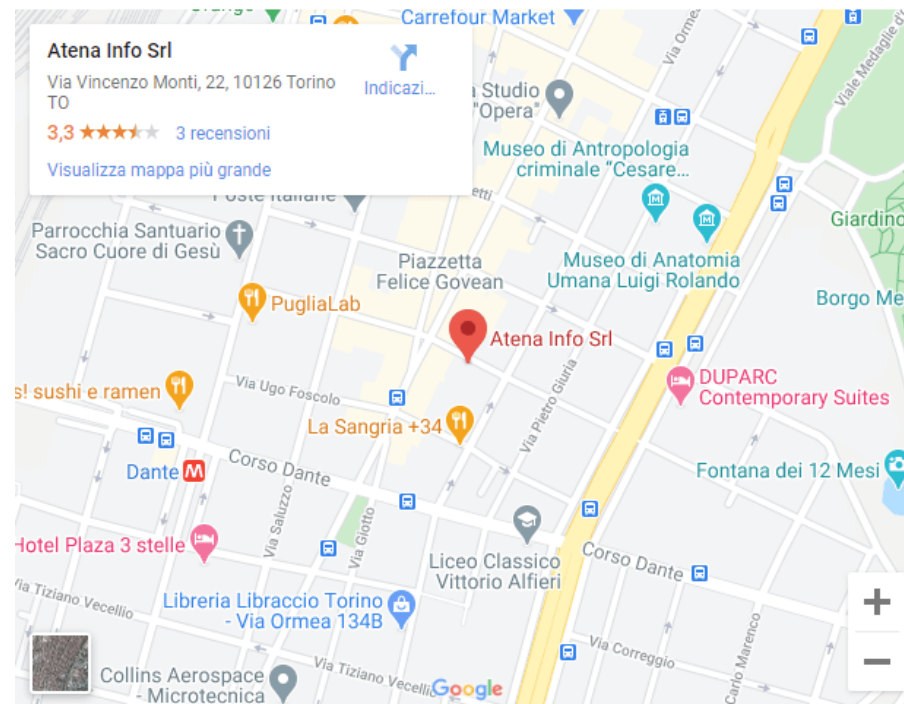 Carrefour Market
Atena Info Srl
Via Vincenzo Monti, 22, 10126 Torino
TO
Indicazi...
3,3
3 recensioni
Visualizza mappa più grande
Via Ormea
Viale Medaglie d'
Studio
"Opera"
Museo di Antropologia
criminale "Cesare...
Poste Italiane
Parrocchia Santuario
Sacro Cuore di Gesù
Piazzetta
Felice Govean
Museo di Anatomia
Umana Luigi Rolando
Giardino
Borgo Me
PugliaLab
Atena Info Srl
s! sushi e ramen
Via Ugo Foscolo
La Sangria +34
Via Pietro Giuria
DUPARC
Contemporary Suites
Dante M
Corso Dante
Fontana dei 12 Mesi
Via Saluzzo
Via Giotto
Hotel Plaza 3 stelle
Liceo Classico
Vittorio Alfieri
Corso Dante
Via Tiziano Vecellio
Libreria Libraccio Torino
- Via Ormea 134B
Via Correggio
Carlo Marenco
Collins Aerospace
- Microtecnica
Via Tiziano Vecellio
Google